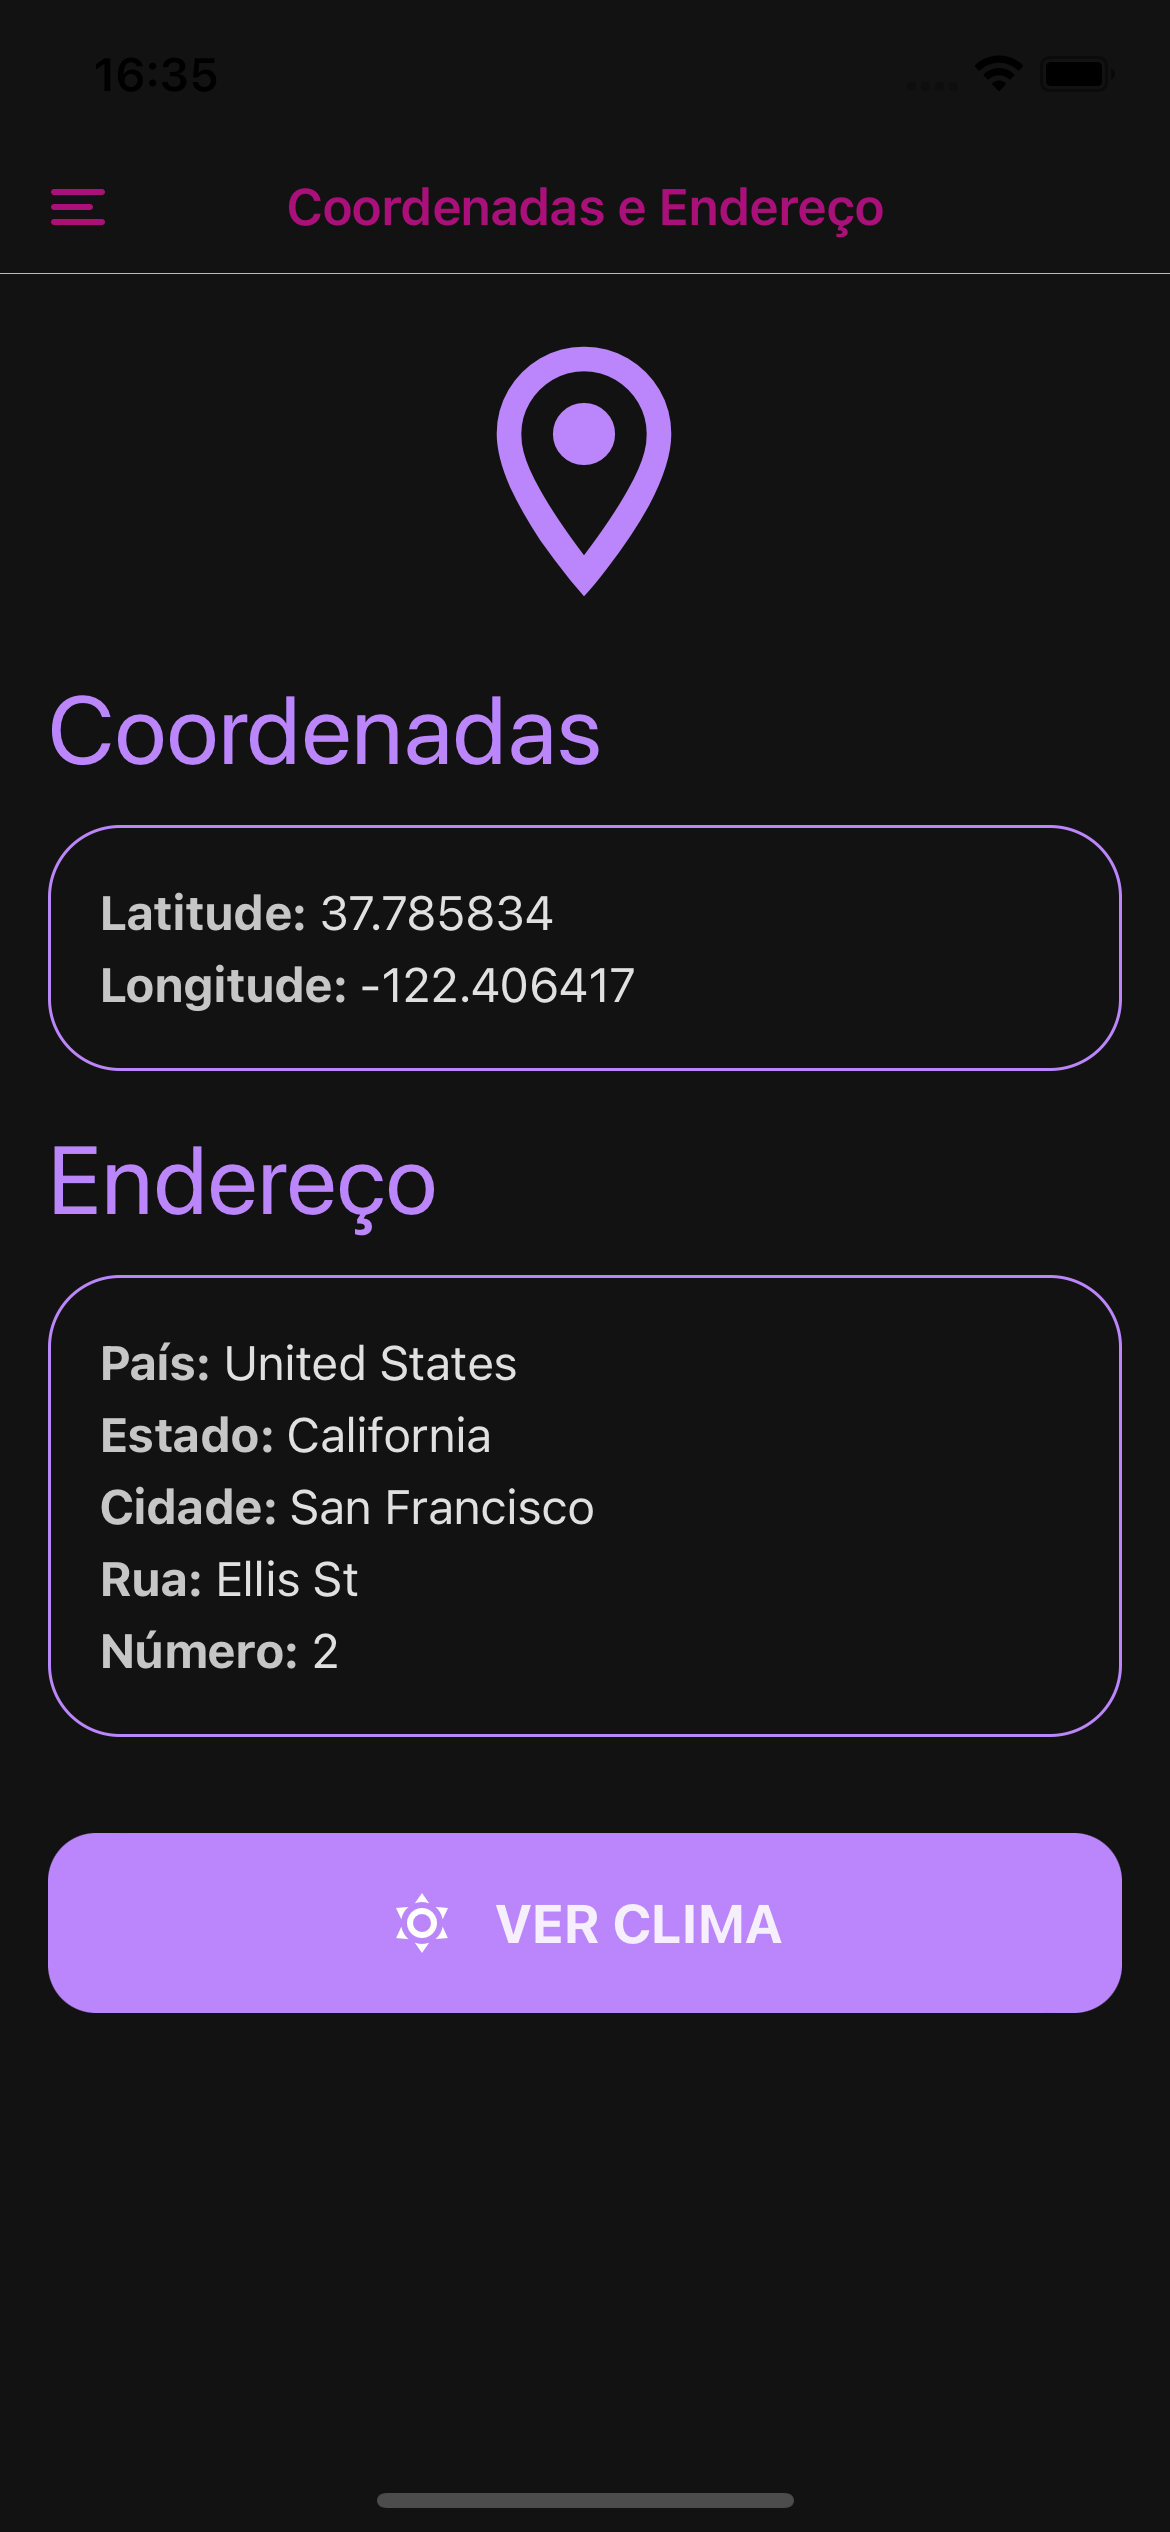 16:35
Coordenadas e Endereço
Coordenadas
Latitude: 37.785834
Longitude: -122.406417
Endereço
País: United States
Estado: California
Cidade: San Francisco
Rua: Ellis St
Número: 2
VER CLIMA